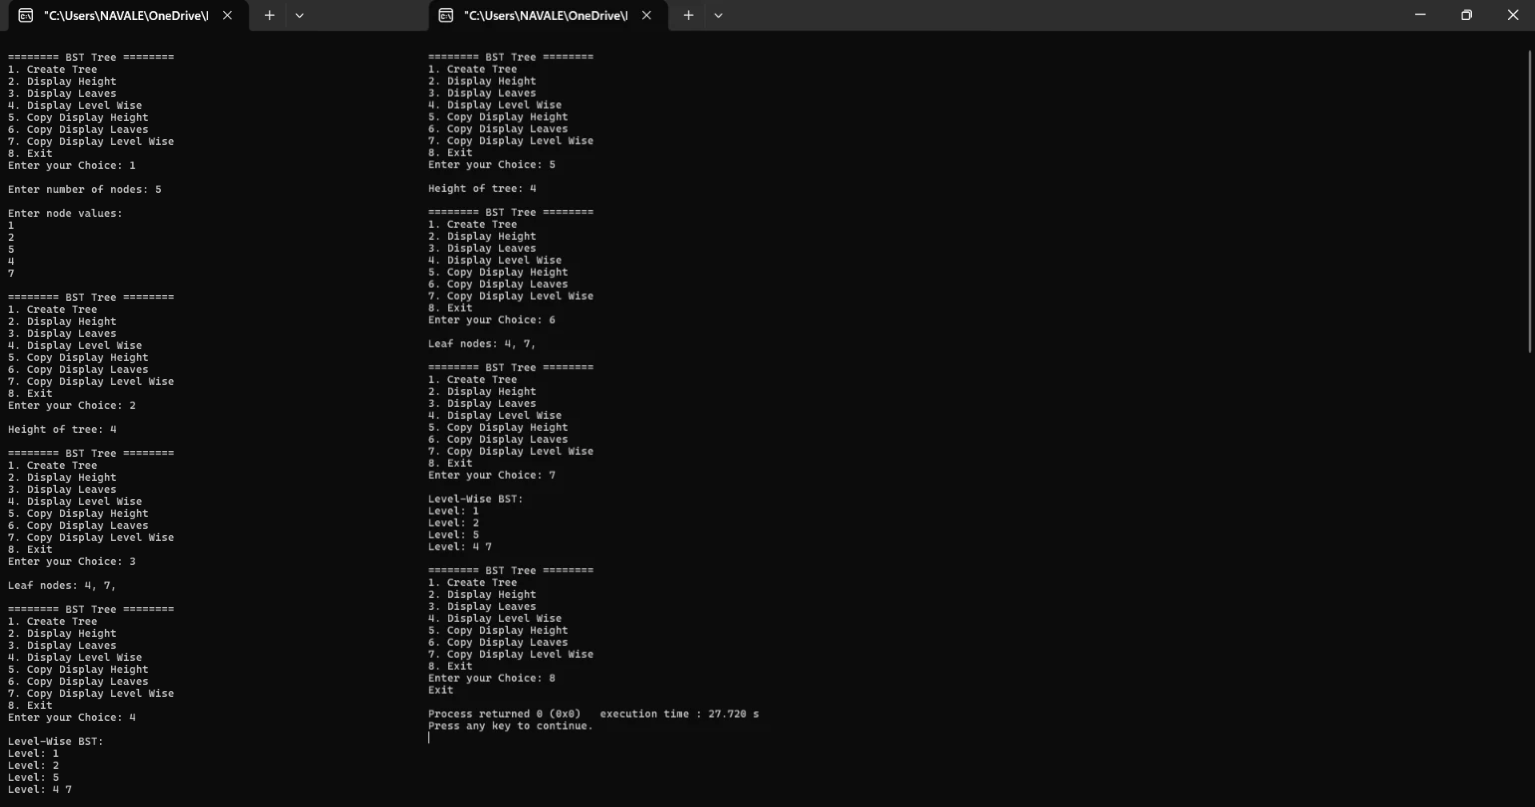 "C:\Users\NAVALE\OneDrive\I
======== BST Tree ========
1. Create Tree
2. Display Height
3. Display Leaves
4. Display Level Wise
5. Copy Display Height
6. Copy Display Leaves
7. Copy Display Level Wise
8. Exit
Enter your Choice: 1
Enter number of nodes: 5
Enter node values:
1
2
5
4
7
======== BST Tree ========
1. Create Tree
2. Display Height
3. Display Leaves
4. Display Level Wise
5. Copy Display Height
6. Copy Display Leaves
7. Copy Display Level Wise
8. Exit
Enter your Choice: 2
Height of tree: 4
======== BST Tree ========
1. Create Tree
2. Display Height
3. Display Leaves
4. Display Level Wise
5. Copy Display Height
6. Copy Display Leaves
7. Copy Display Level Wise
8. Exit
Enter your Choice: 3
Leaf nodes: 4, 7,
======== BST Tree ========
1. Create Tree
2. Display Height
3. Display Leaves
4. Display Level Wise
5. Copy Display Height
6. Copy Display Leaves
7. Copy Display Level Wise
8. Exit
Enter your Choice: 4
Level-Wise BST:
Level: 1
Level: 2
Level: 5
Level: 4 7
"C:\Users\NAVALE\OneDrive\I
======== BST Tree ========
1. Create Tree
2. Display Height
3. Display Leaves
4. Display Level Wise
5. Copy Display Height
6. Copy Display Leaves
7. Copy Display Level Wise
8. Exit
Enter your Choice: 5
Height of tree: 4
======== BST Tree ========
1. Create Tree
2. Display Height
3. Display Leaves
4. Display Level Wise
5. Copy Display Height
6. Copy Display Leaves
7. Copy Display Level Wise
8. Exit
Enter your Choice: 6
Leaf nodes: 4, 7,
======== BST Tree ========
1. Create Tree
2. Display Height
3. Display Leaves
4. Display Level Wise
5. Copy Display Height
6. Copy Display Leaves
7. Copy Display Level Wise
8. Exit
Enter your Choice: 7
Level-Wise BST:
Level: 1
Level: 2
Level: 5
Level: 4 7
======== BST Tree ========
1. Create Tree
2. Display Height
3. Display Leaves
4. Display Level Wise
5. Copy Display Height
6. Copy Display Leaves
7. Copy Display Level Wise
8. Exit
Enter your Choice: 8
Exit
Process returned 0 (0x0)   execution time : 27.720 s
Press any key to continue.